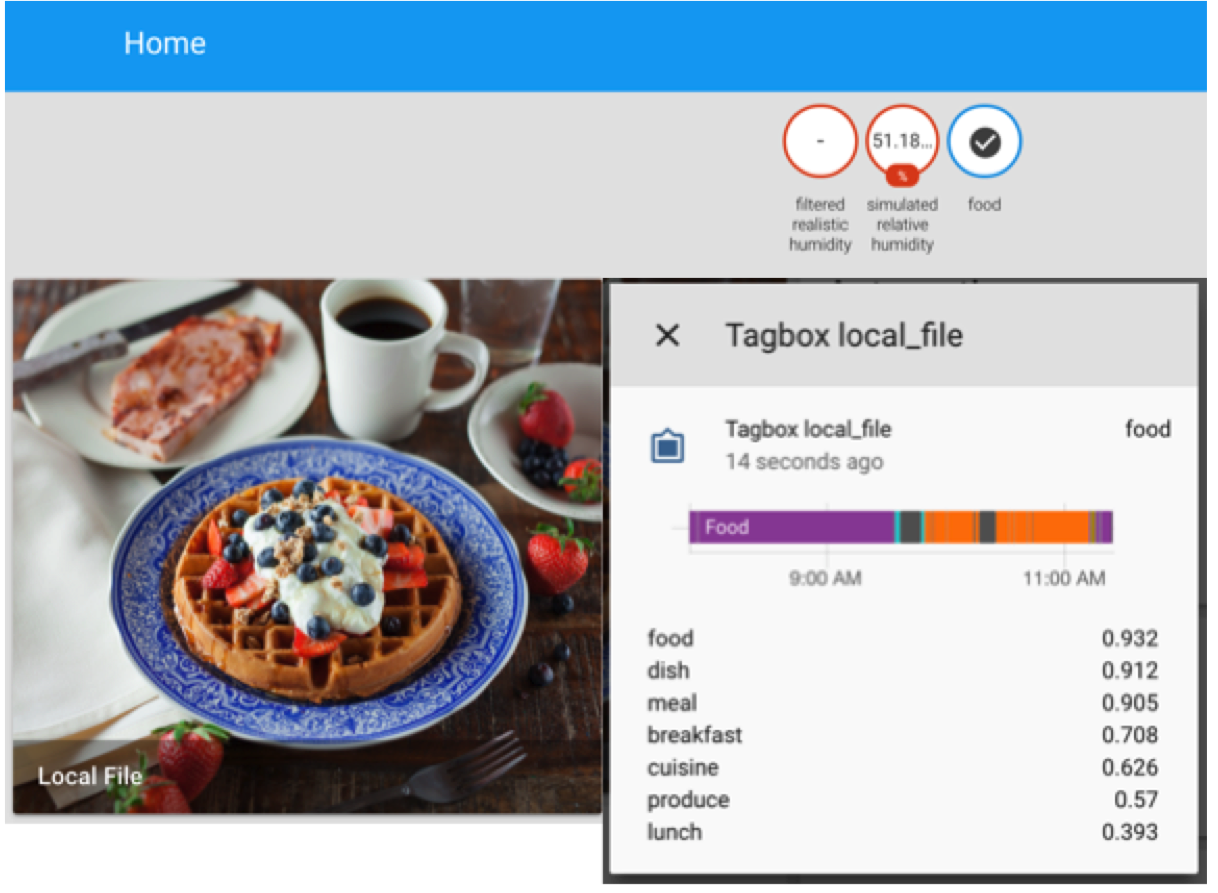 Home
-
51.18...
%
filtered
realistic
humidity
simulated
relative
humidity
food
Local File
Tagbox local_file
Tagbox local_file
food
14 seconds ago
Food
9:00 AM
11:00 AM
food 0.932
dish 0.912
meal 0.905
breakfast 0.708
cuisine 0.626
produce 0.57
lunch 0.393